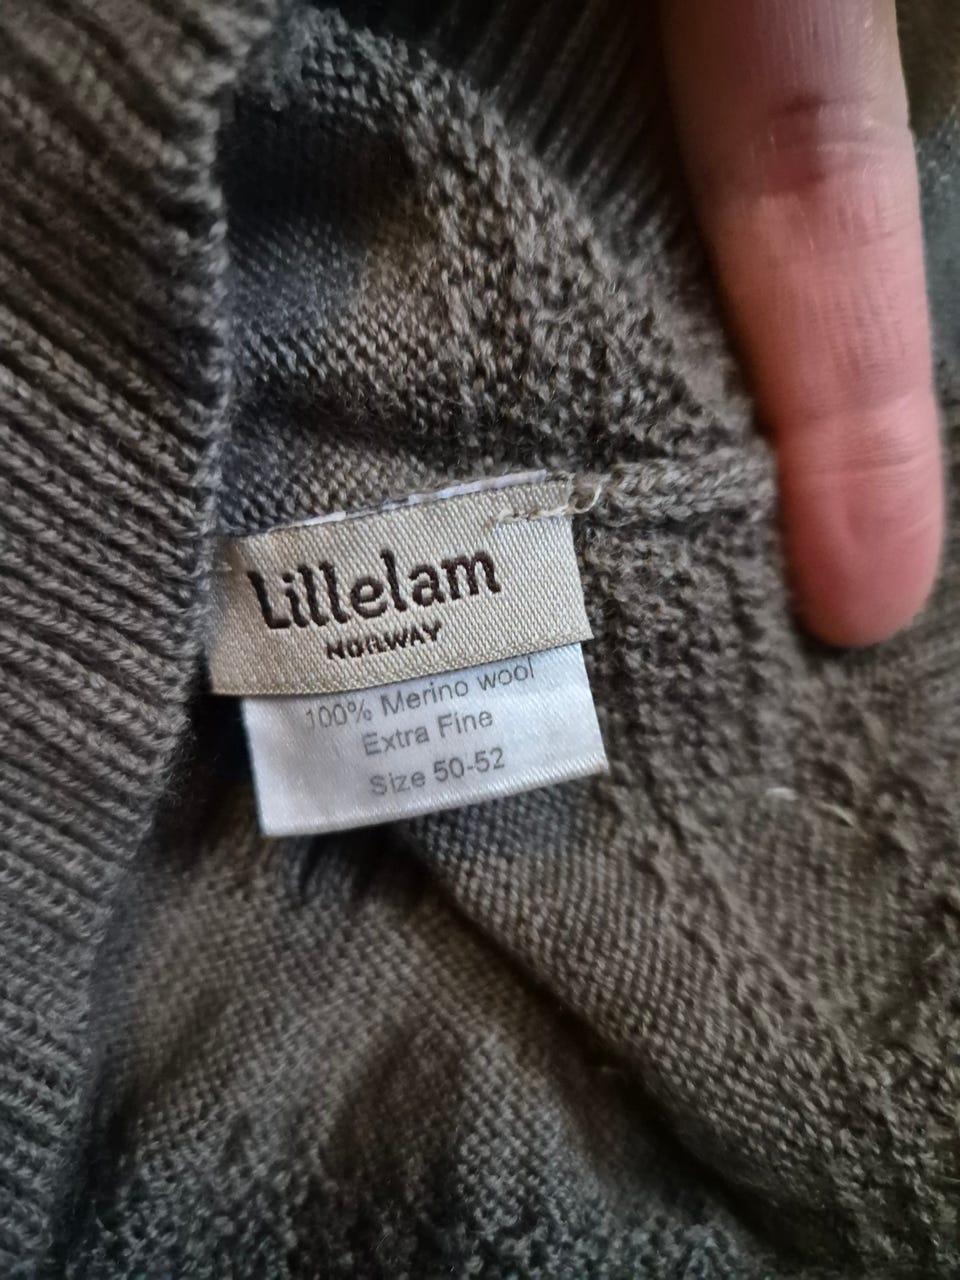 Lillelam
NORWAY
100% Merino wool
Extra Fine
Size 50-52